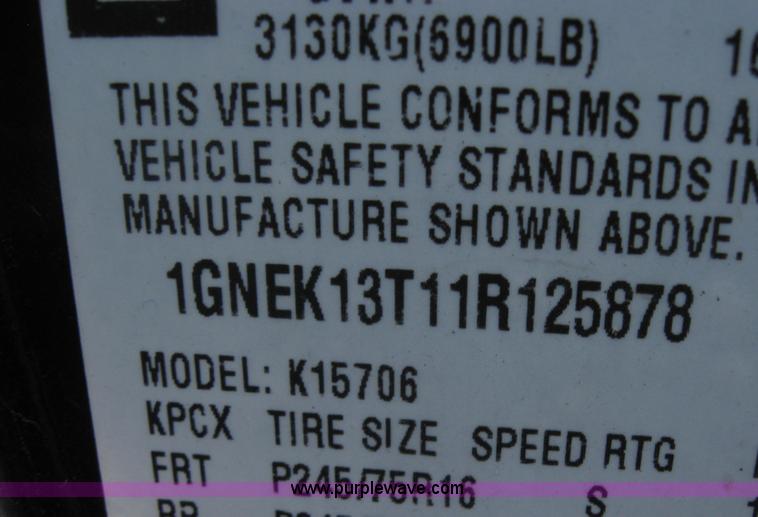 3130KG(6900LB)
THIS VEHICLE CONFORMS TO
VEHICLE SAFETY STANDARDS IN
MANUFACTURE SHOWN ABOVE.
1GNEK13T11R125878
MODEL: K15706
KPCX TIRE SIZE SPEED RTG
FRT P245/75R16 S
www.purplewave.com